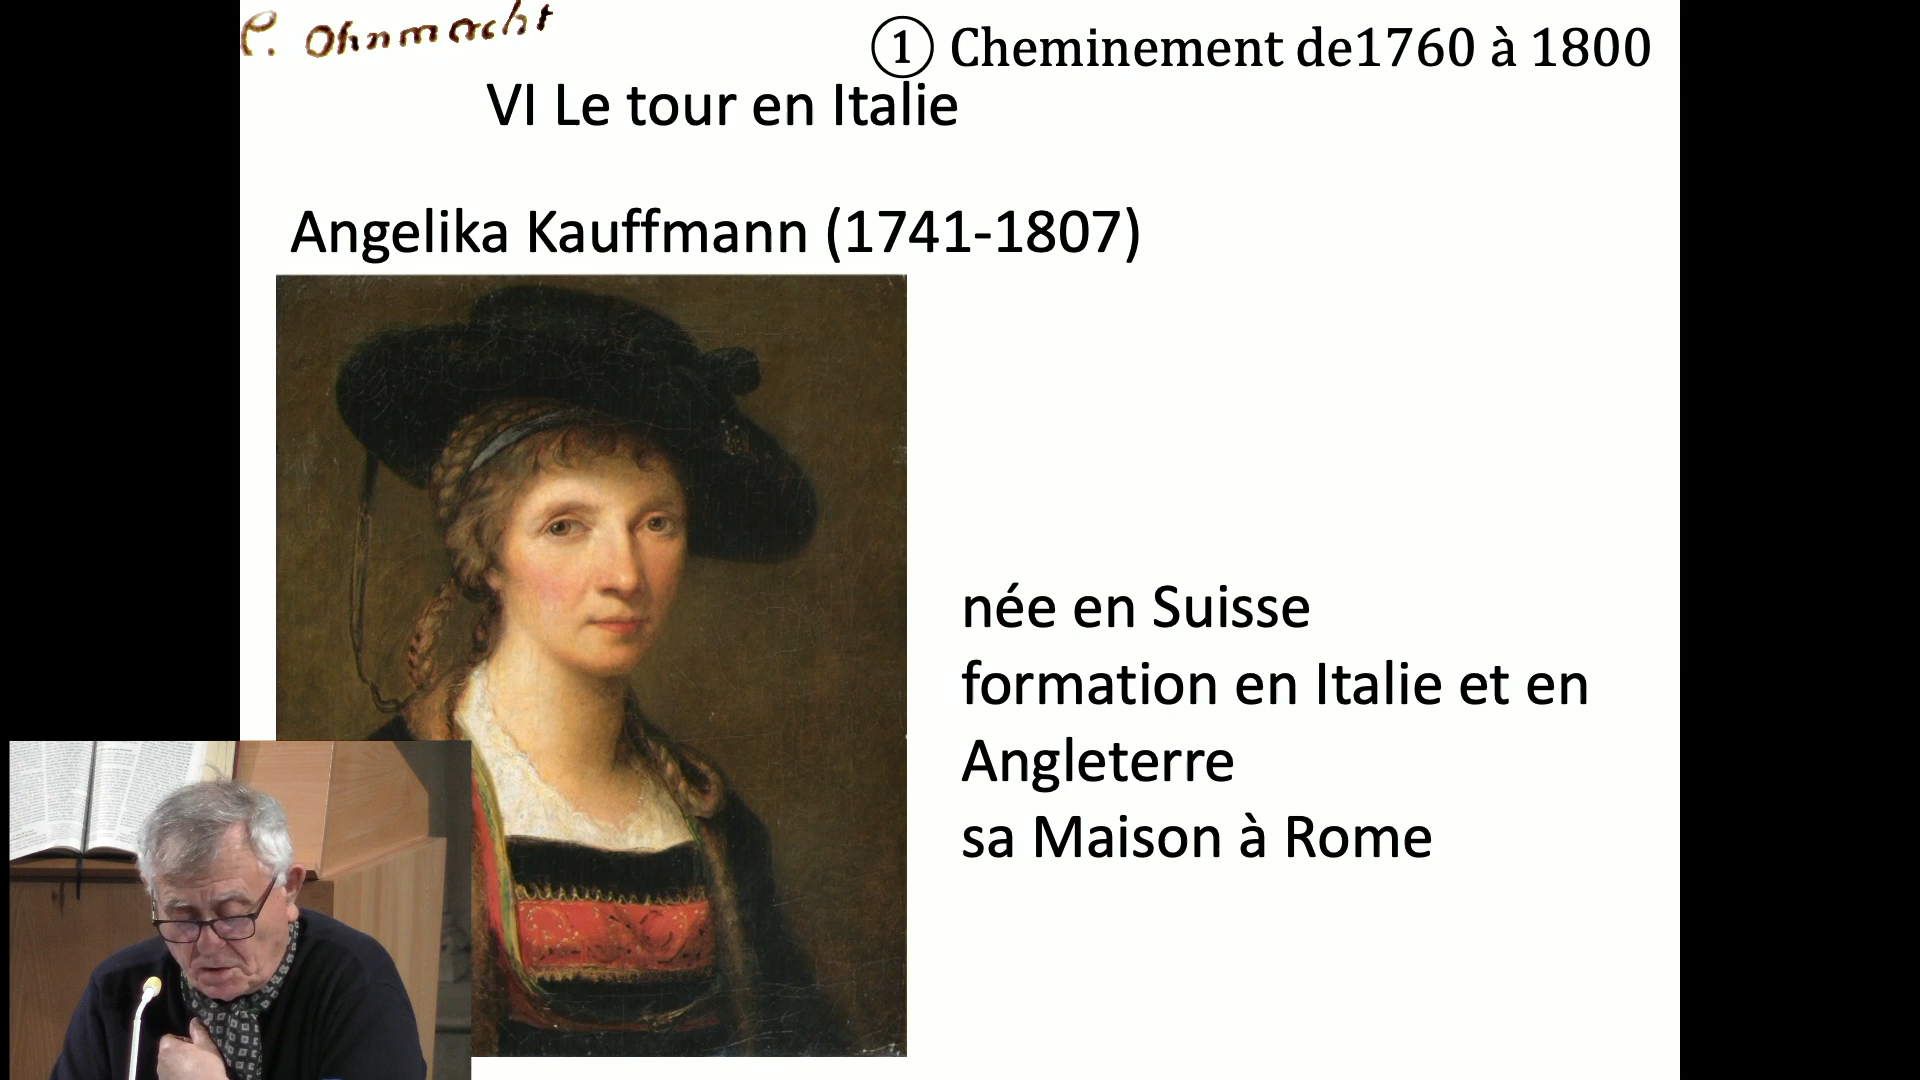 C. Ohnmacht
① Cheminement de1760 à 1800
VI Le tour en Italie
Angelika Kauffmann (1741-1807)
née en Suisse
formation en Italie et en
Angleterre
sa Maison à Rome